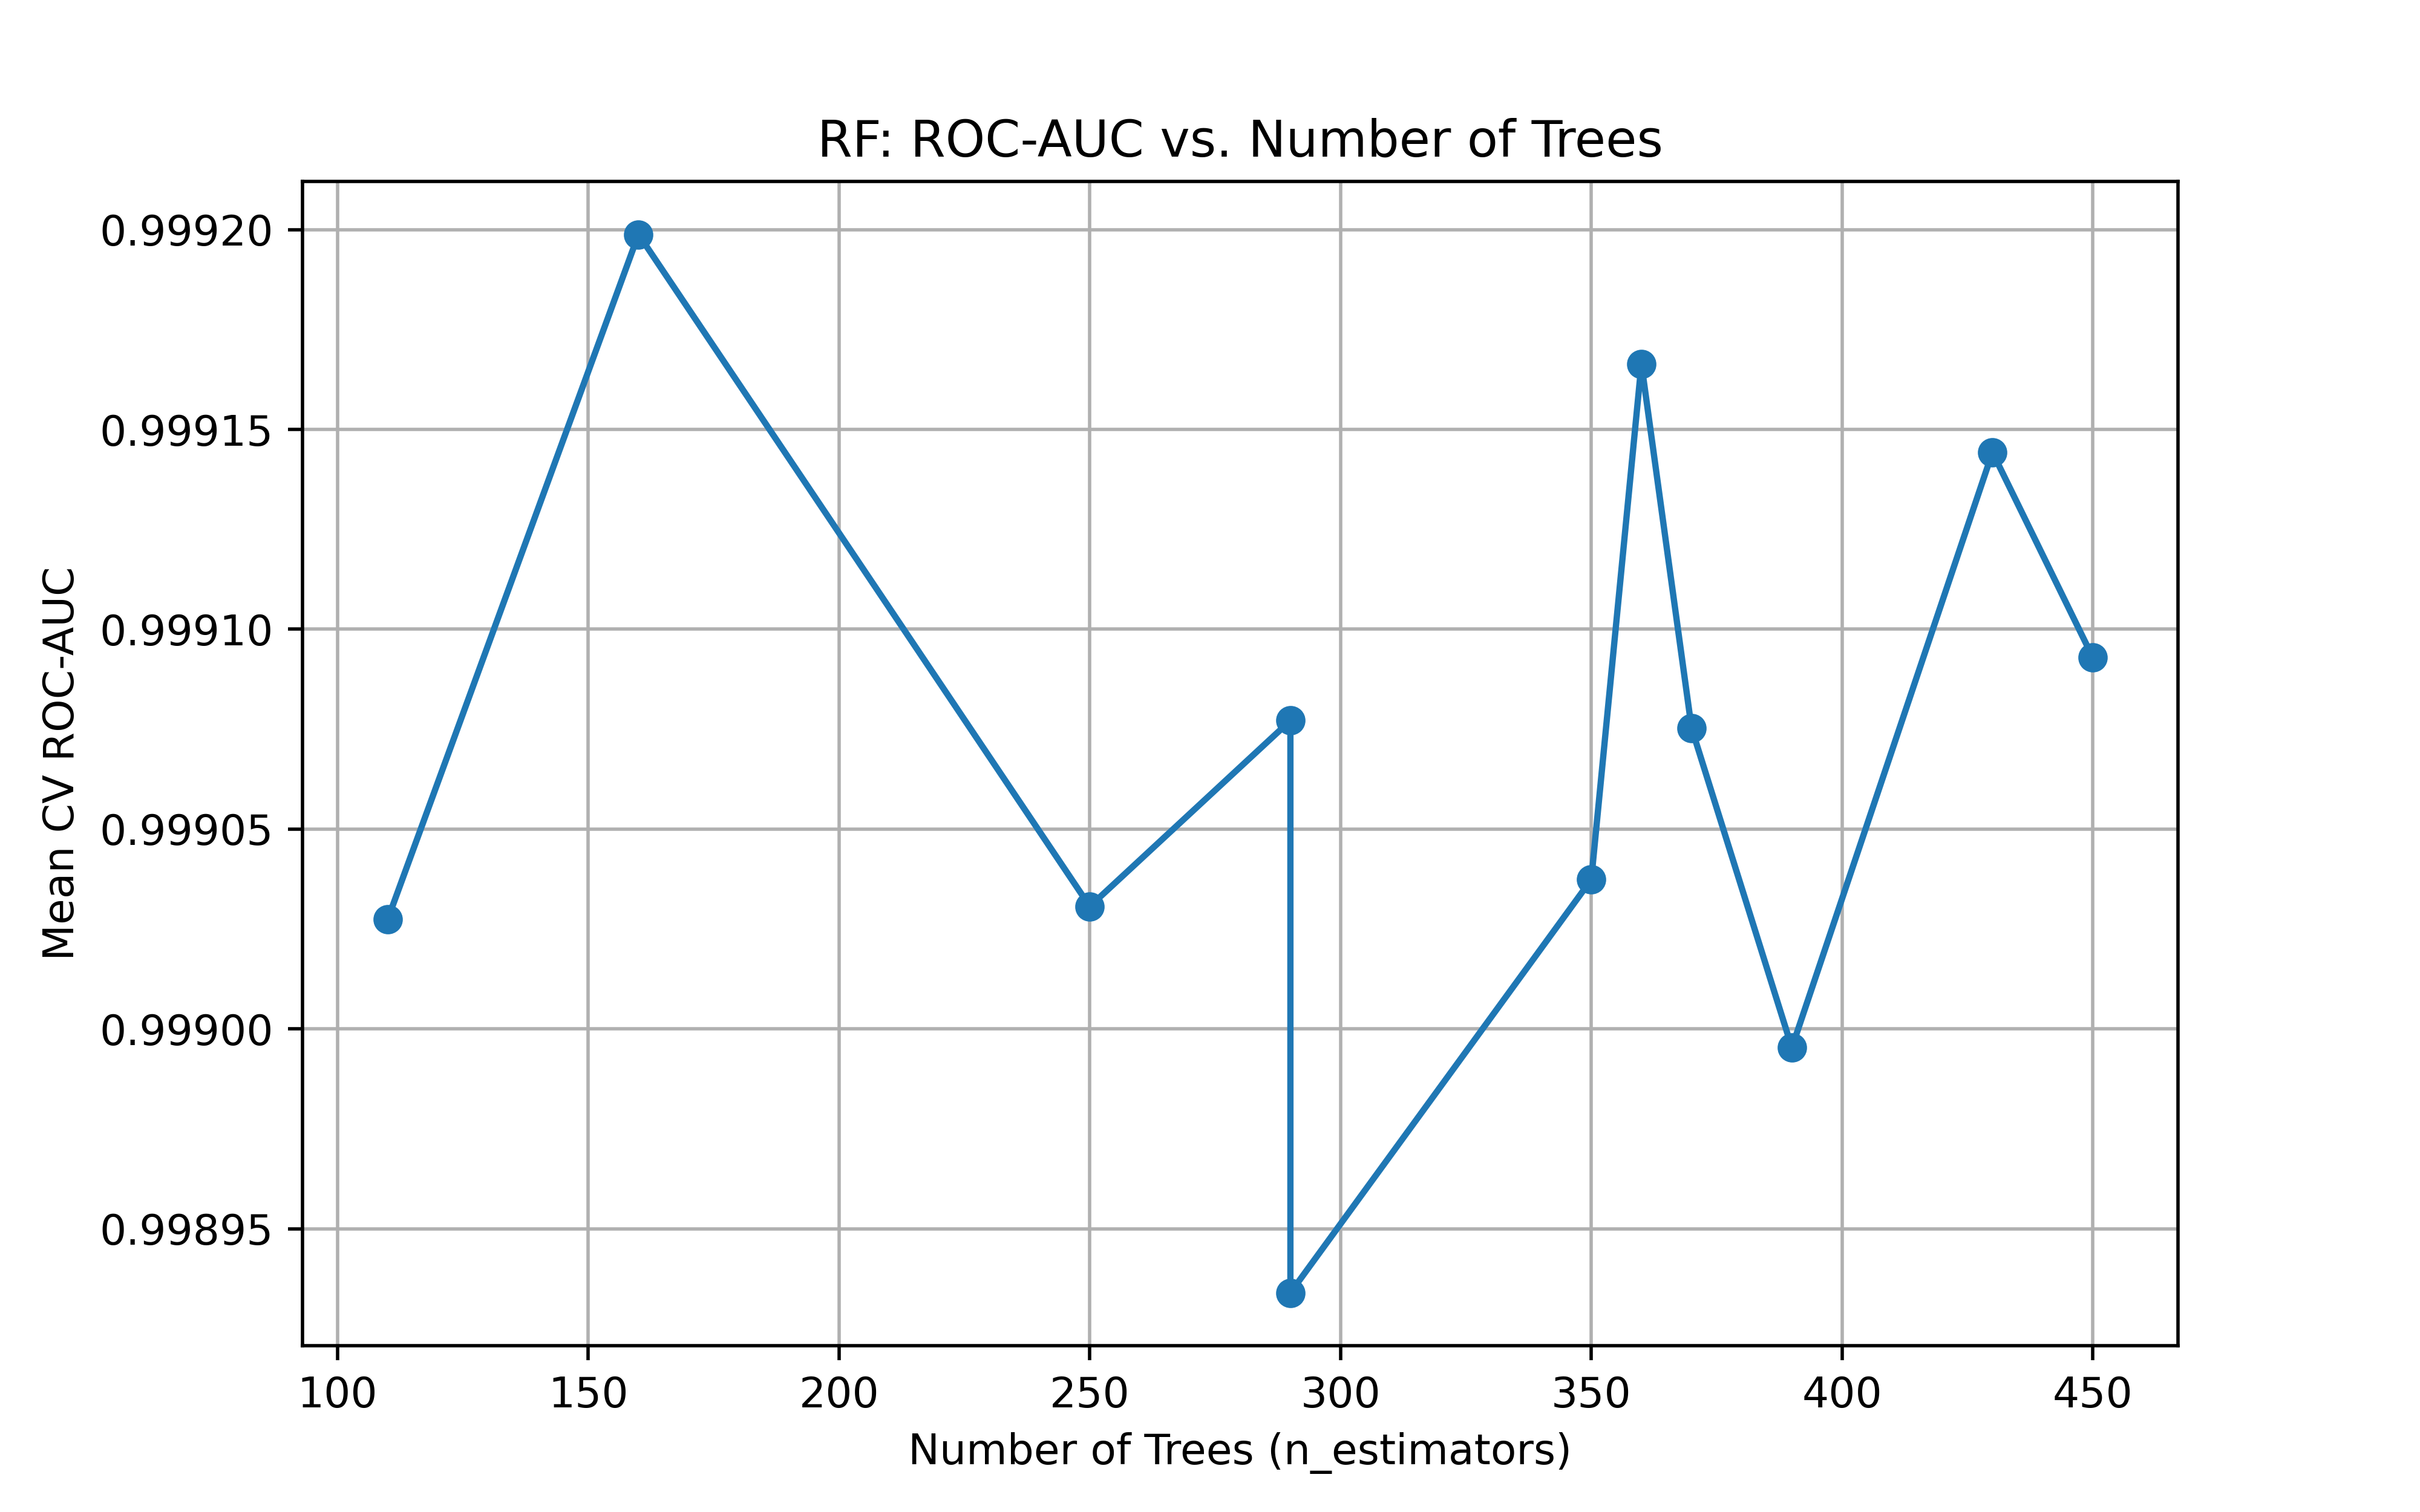 RF: ROC-AUC vs. Number of Trees
0.99920
0.99915
0.99910
0.99905
0.99900
0.99895
Mean CV ROC-AUC
100 150 200 250 300 350 400 450
Number of Trees (n_estimators)